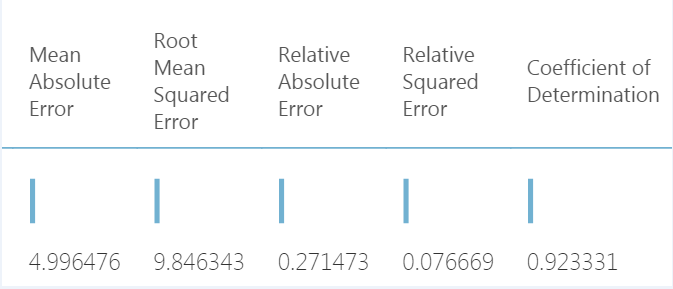 Mean
Absolute
Error
Root
Mean
Squared
Error
Relative
Absolute
Error
Relative
Squared
Error
Coefficient of
Determination
4.996476 9.846343 0.271473 0.076669 0.923331